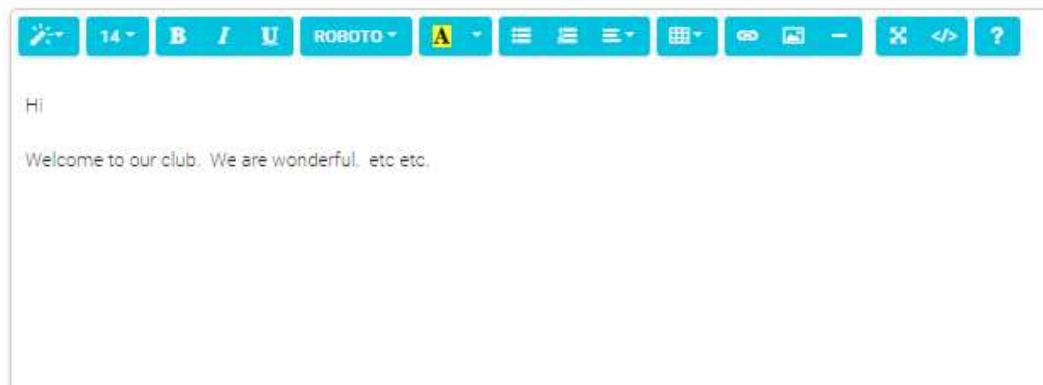 14 B I U ROBOTO A </> ?
Hi
Welcome to our club.  We are wonderful.  etc etc.